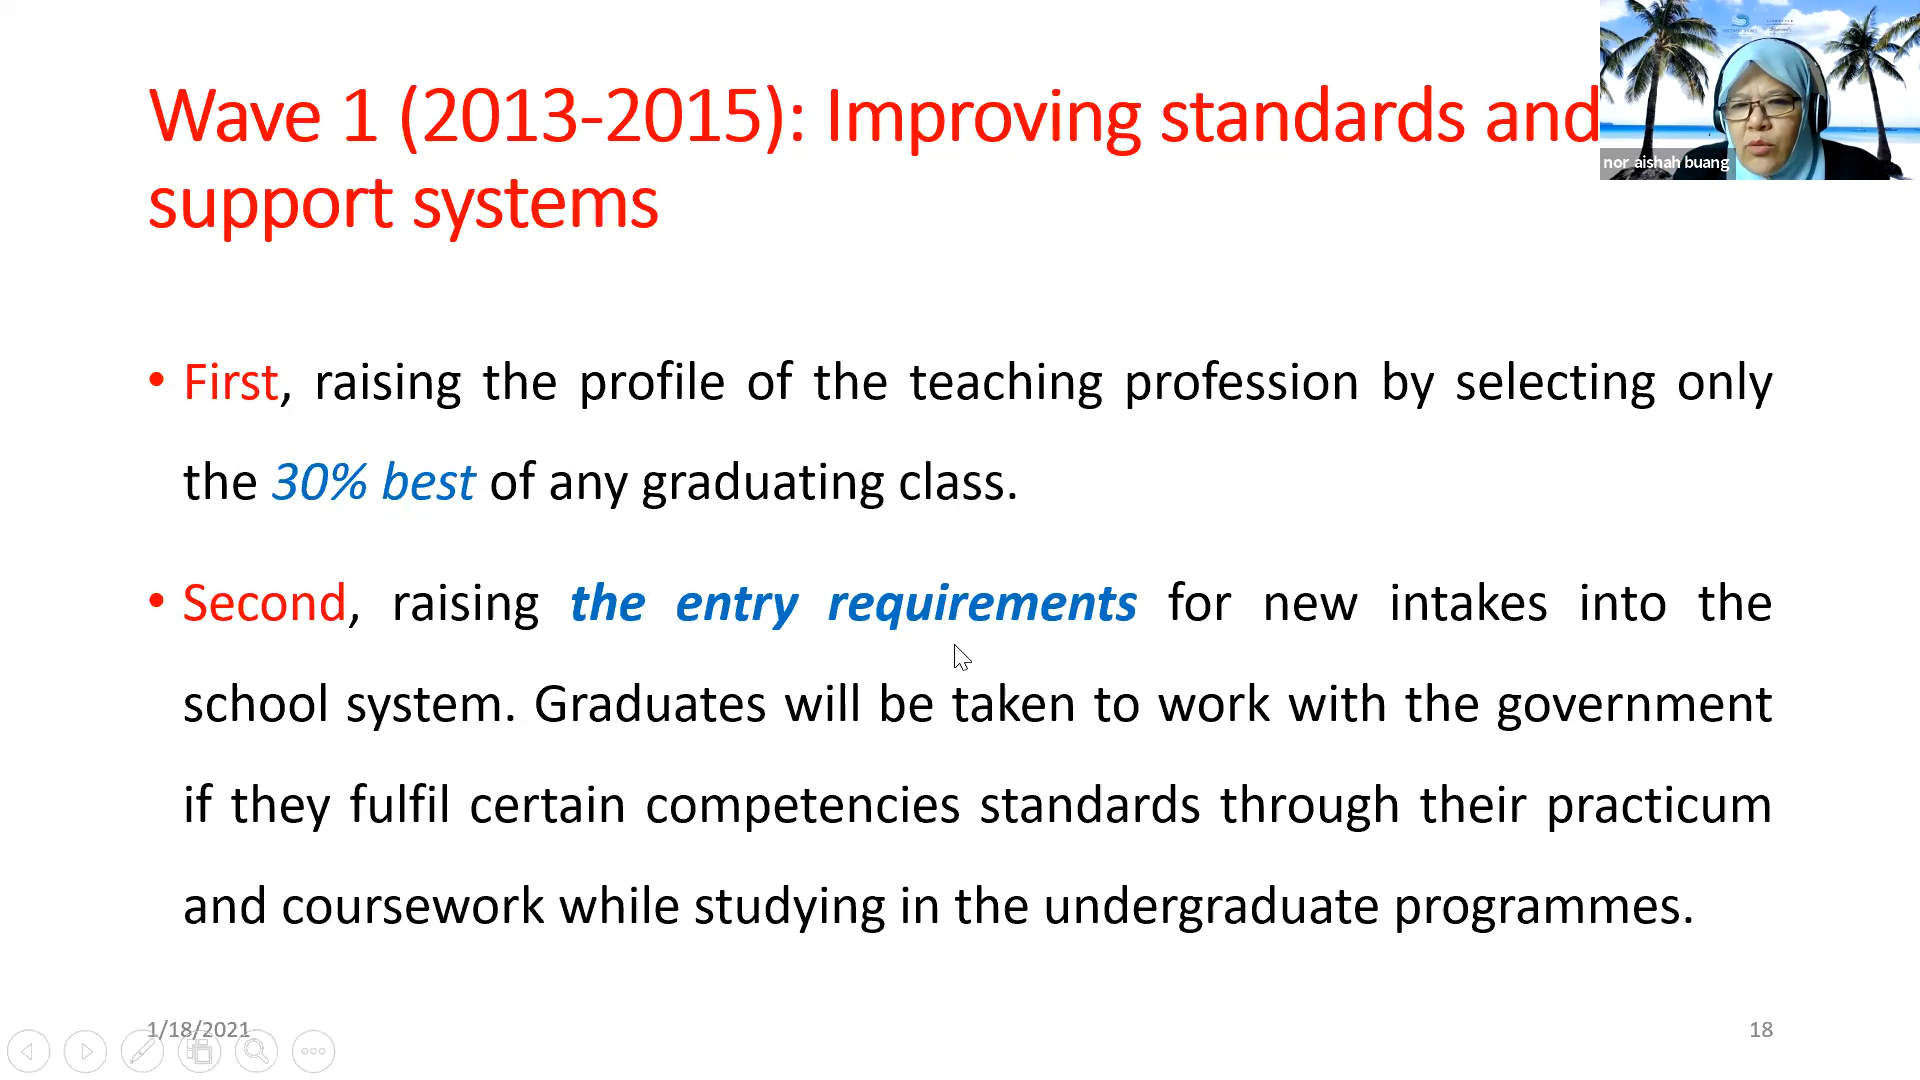 Wave 1 (2013-2015): Improving standards and
support systems
nor aishah buang
• First, raising the profile of the teaching profession by selecting only
the 30% best of any graduating class.
• Second, raising the entry requirements for new intakes into the
school system. Graduates will be taken to work with the government
if they fulfil certain competencies standards through their practicum
and coursework while studying in the undergraduate programmes.
1/18/2021
18